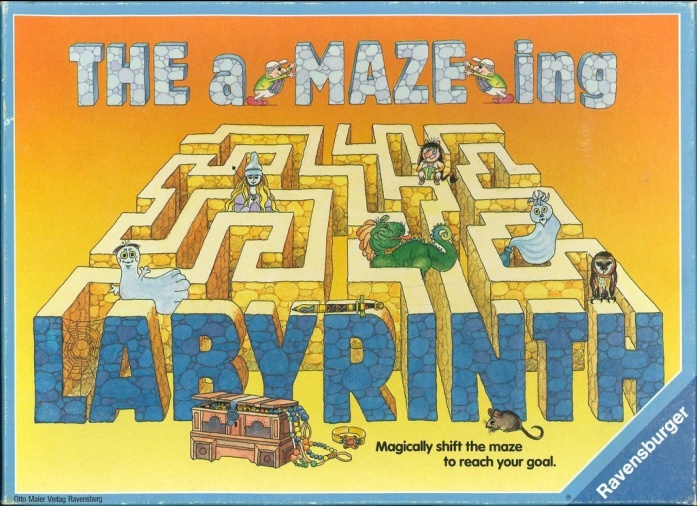 THE aMAZEing
LABYRINTH
Magically shift the maze
to reach your goal.
Ravensburger
®
Otto Maier Verlag Ravensburg